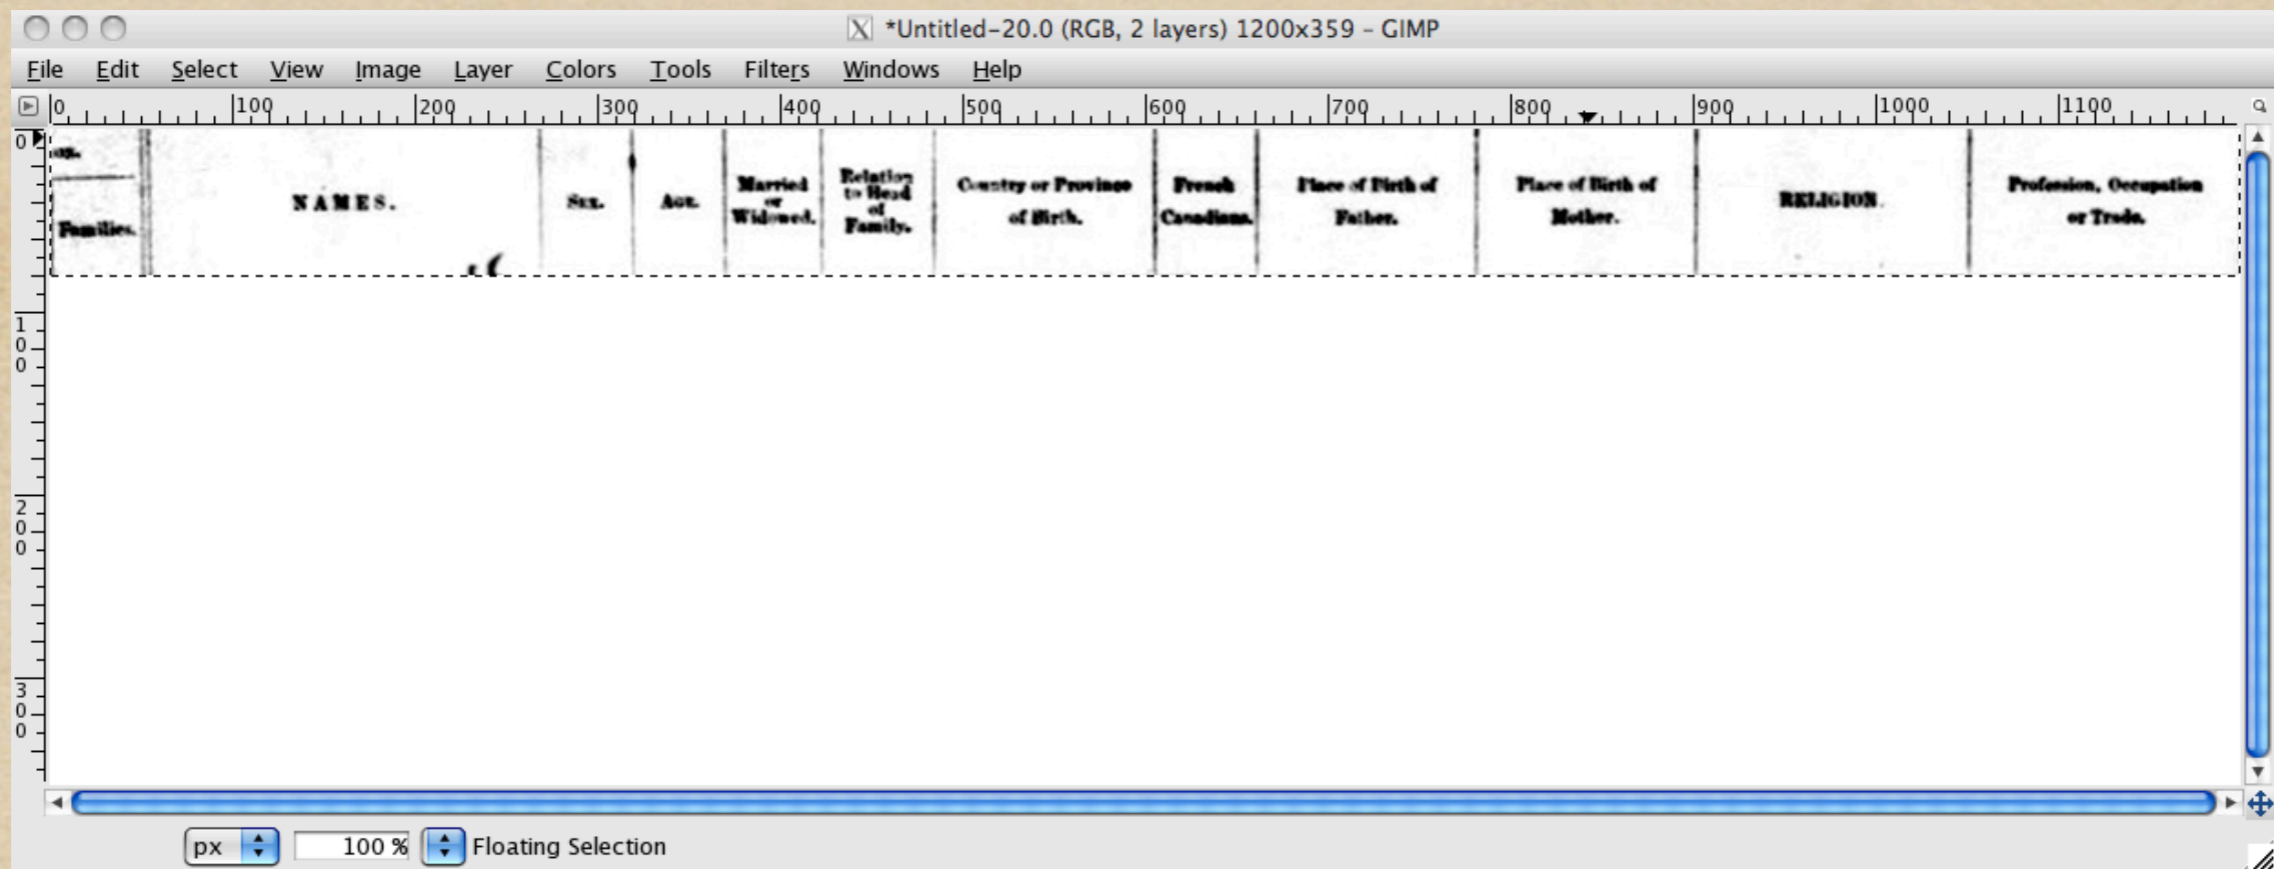 *Untitled-20.0 (RGB, 2 layers) 1200x359 – GIMP
File Edit Select View Image Layer Colors Tools Filters Windows Help
0 100 200 300 400 500 600 700 800 900 1000 1100
0
100
200
300
Families.
NAMES.
Sex.
Age.
Married
or
Widowed.
Relation
to Head
of
Family.
Country or Province
of Birth.
French
Canadians.
Place of Birth of
Father.
Place of Birth of
Mother.
RELIGION.
Profession, Occupation
or Trade.
px 100 % Floating Selection